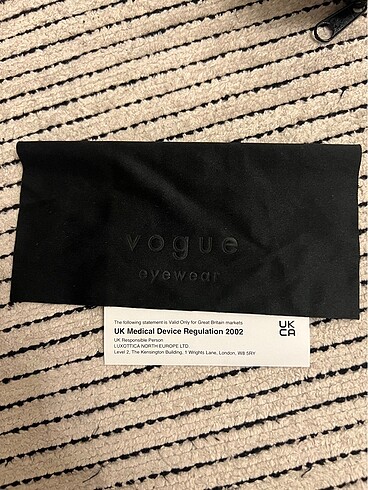 vogue
eyewear
The following statement is Valid Only for Great Britain markets
UK Medical Device Regulation 2002
UK Responsible Person
LUXOTTICA NORTH EUROPE LTD
Level 2, The Kensington Building, 1 Wrights Lane, London, W8 5RY
UK
CA